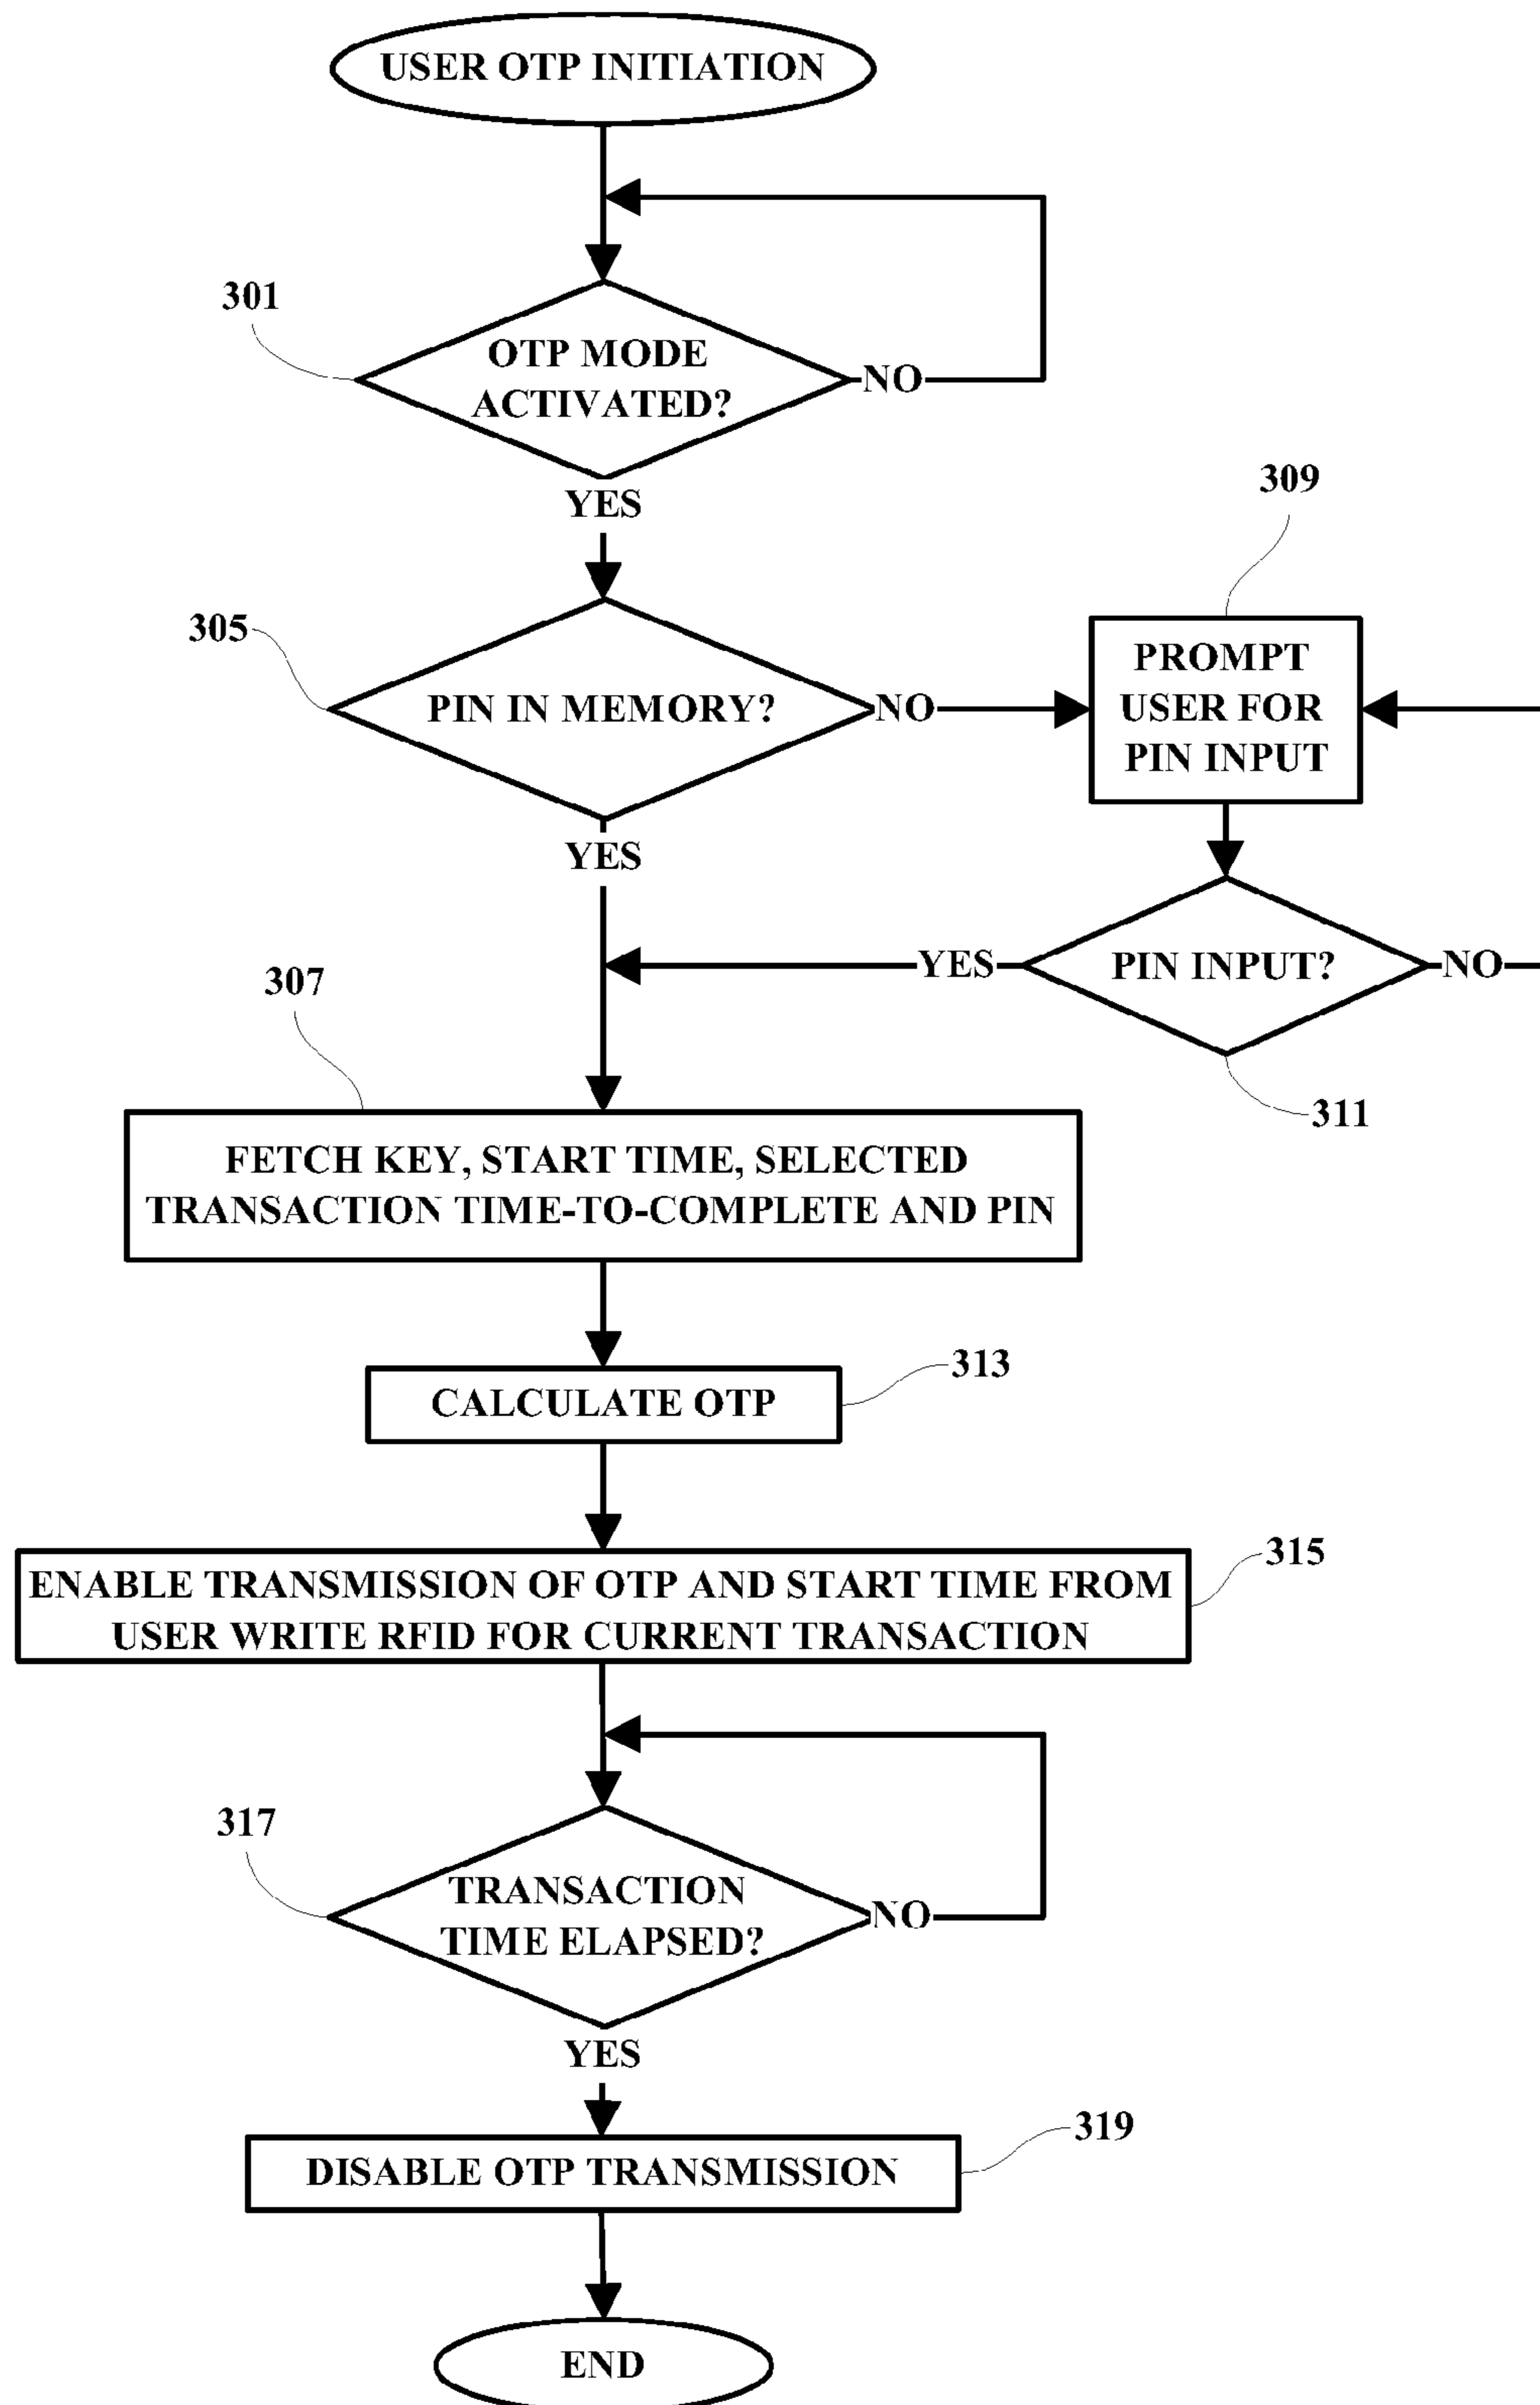 USER OTP INITIATION
301
OTP MODE
ACTIVATED?
NO
YES
309
305
PIN IN MEMORY?
NO
PROMPT
USER FOR
PIN INPUT
YES
YES
PIN INPUT?
NO
307
311
FETCH KEY, START TIME, SELECTED
TRANSACTION TIME-TO-COMPLETE AND PIN
313
CALCULATE OTP
315
ENABLE TRANSMISSION OF OTP AND START TIME FROM
USER WRITE RFID FOR CURRENT TRANSACTION
317
TRANSACTION
TIME ELAPSED?
NO
YES
319
DISABLE OTP TRANSMISSION
END